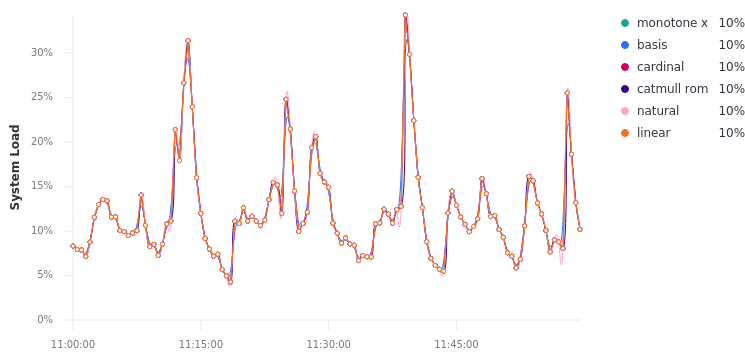 System Load
30%
25%
20%
15%
10%
5%
0%
11:00:00 11:15:00 11:30:00 11:45:00
monotone x 10%
basis 10%
cardinal 10%
catmull rom 10%
natural 10%
linear 10%